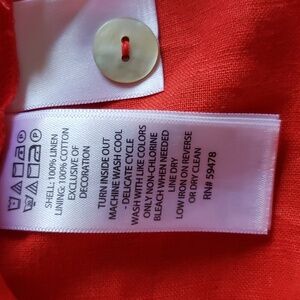 SHELL: 100% LINEN
LINING: 100% COTTON
EXCLUSIVE OF
DECORATION
TURN INSIDE OUT
MACHINE WASH COOL
- DELICATE CYCLE
WASH WITH LIKE COLORS
ONLY NON-CHLORINE
BLEACH WHEN NEEDED
LINE DRY
LOW IRON ON REVERSE
OR DRY CLEAN
RN# 59478